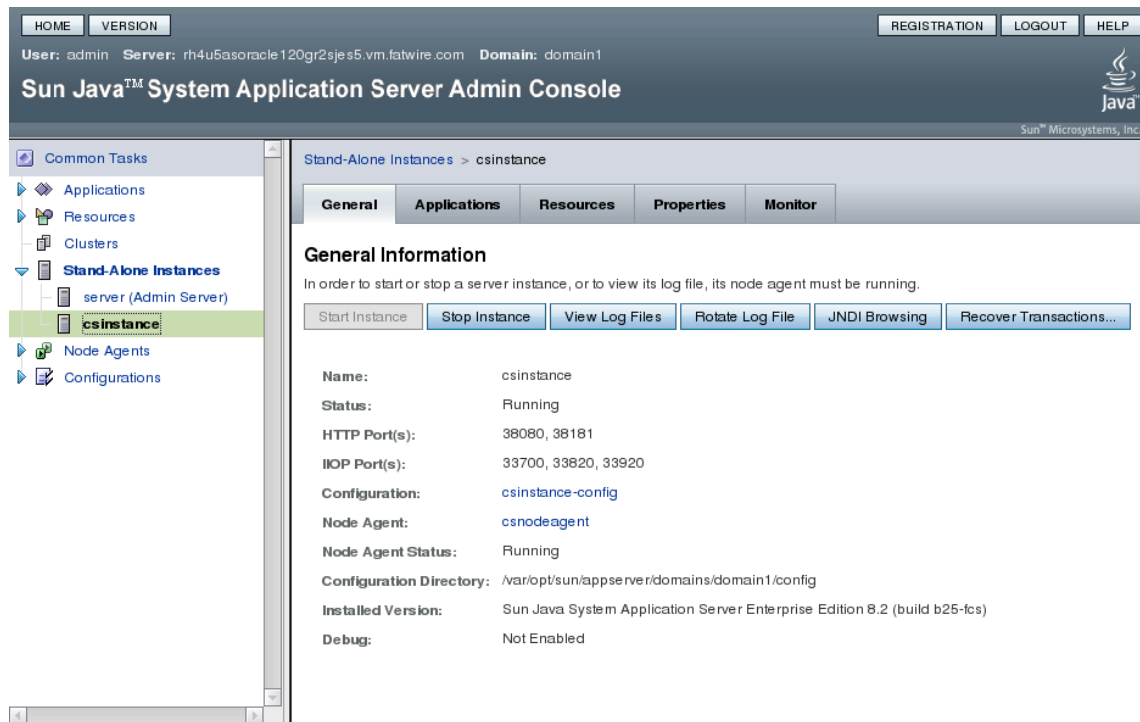 HOME VERSION REGISTRATION LOGOUT HELP
User: admin Server: rh4u5asoracle120gr2sjes5.vm.fatwire.com Domain: domain1
Sun Java™ System Application Server Admin Console
Java™
Sun™ Microsystems, Inc.
Common Tasks
Applications
Resources
Clusters
Stand-Alone Instances
server (Admin Server)
csinstance
Node Agents
Configurations
Stand-Alone Instances > csinstance
General Applications Resources Properties Monitor
General Information
In order to start or stop a server instance, or to view its log file, its node agent must be running.
Start Instance Stop Instance View Log Files Rotate Log File JNDI Browsing Recover Transactions...
Name: csinstance
Status: Running
HTTP Port(s): 38080, 38181
IIOP Port(s): 33700, 33820, 33920
Configuration: csinstance-config
Node Agent: csnodeagent
Node Agent Status: Running
Configuration Directory: /var/opt/sun/appserver/domains/domain1/config
Installed Version: Sun Java System Application Server Enterprise Edition 8.2 (build b25-fcs)
Debug: Not Enabled